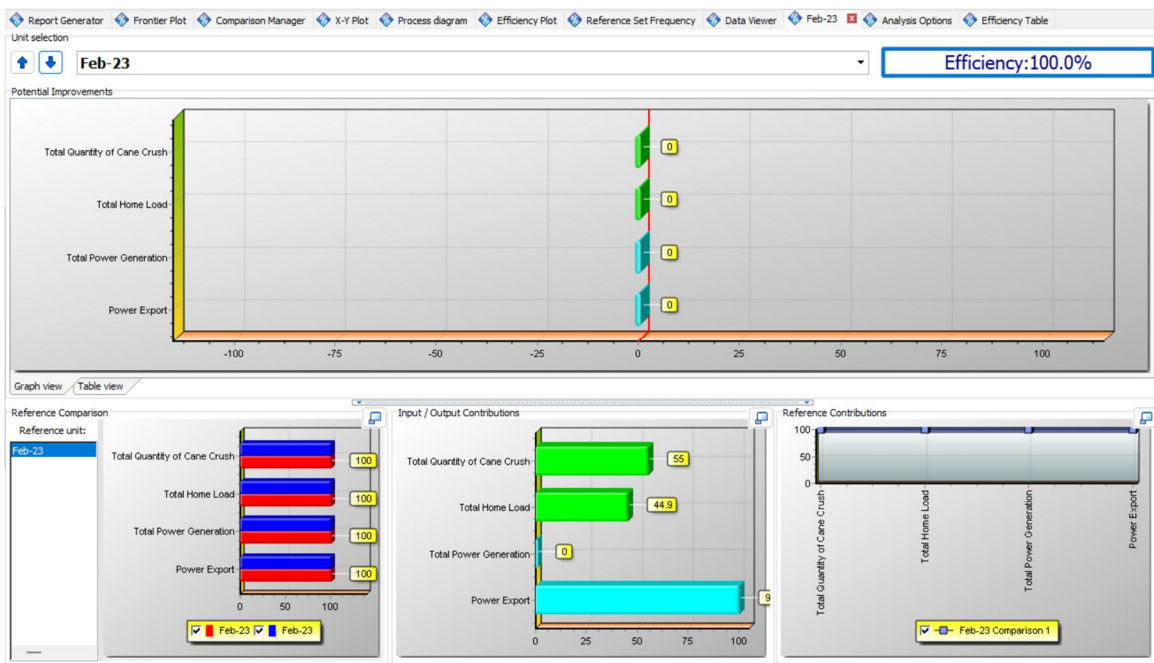 Report Generator Frontier Plot Comparison Manager X-Y Plot Process diagram Efficiency Plot Reference Set Frequency Data Viewer Feb-23 Analysis Options Efficiency Table
Unit selection
Feb-23
Efficiency:100.0%
Potential Improvements
Total Quantity of Cane Crush
0
Total Home Load
0
Total Power Generation
0
Power Export
0
-100 -75 -50 -25 0 25 50 75 100
Graph view Table view
Reference Comparison
Reference unit:
Feb-23
Total Quantity of Cane Crush
100
Total Home Load
100
Total Power Generation
100
Power Export
100
0 50 100
Feb-23 Feb-23
Input / Output Contributions
Total Quantity of Cane Crush
55
Total Home Load
44.9
Total Power Generation
0
Power Export
9
0 25 50 75 100
Reference Contributions
100
50
0
Total Quantity of Cane Crush
Total Home Load
Total Power Generation
Power Export
Feb-23 Comparison 1